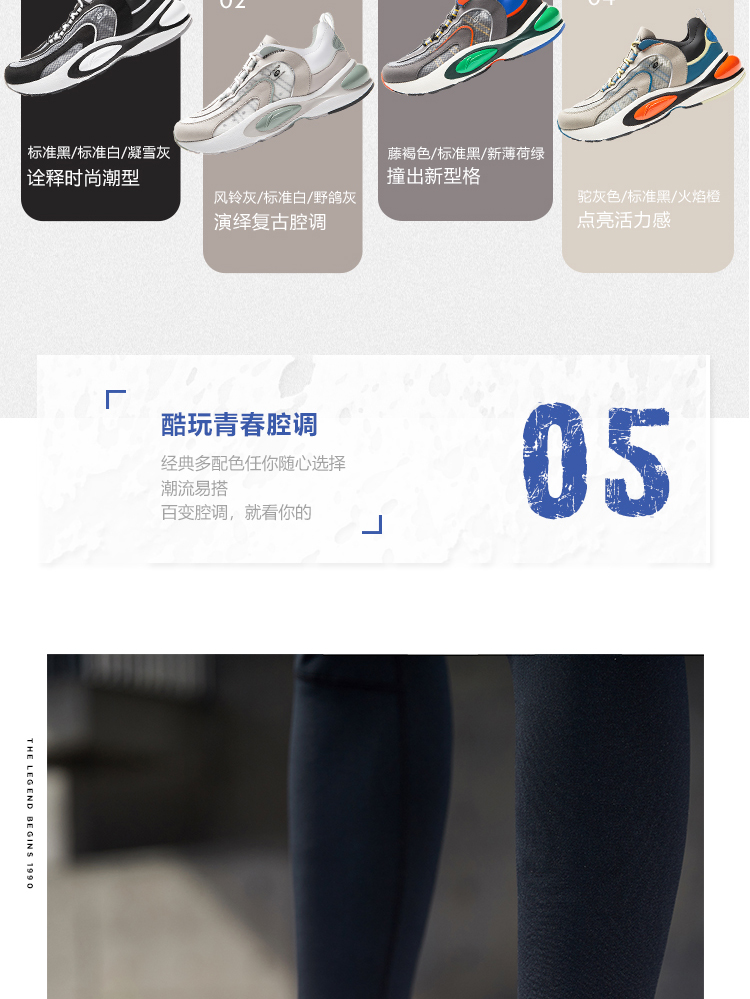 02
04
标准黑/标准白/凝雪灰
诠释时尚潮型
风铃灰/标准白/野鸽灰
演绎复古腔调
藤褐色/标准黑/新薄荷绿
撞出新型格
驼灰色/标准黑/火焰橙
点亮活力感
酷玩青春腔调
经典多配色任你随心选择
潮流易搭
百变腔调，就看你的
05
THE LEGEND BEGINS 1990